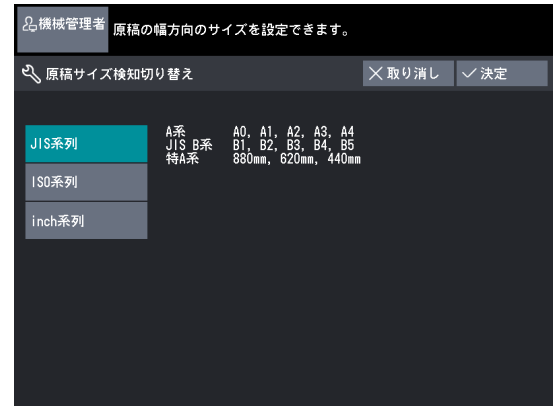 機械管理者
原稿の幅方向のサイズを設定できます。
原稿サイズ検知切り替え
取り消し
決定
JIS系列
A系 A0, A1, A2, A3, A4
JIS B系 B1, B2, B3, B4, B5
特A系 880mm, 620mm, 440mm
ISO系列
inch系列